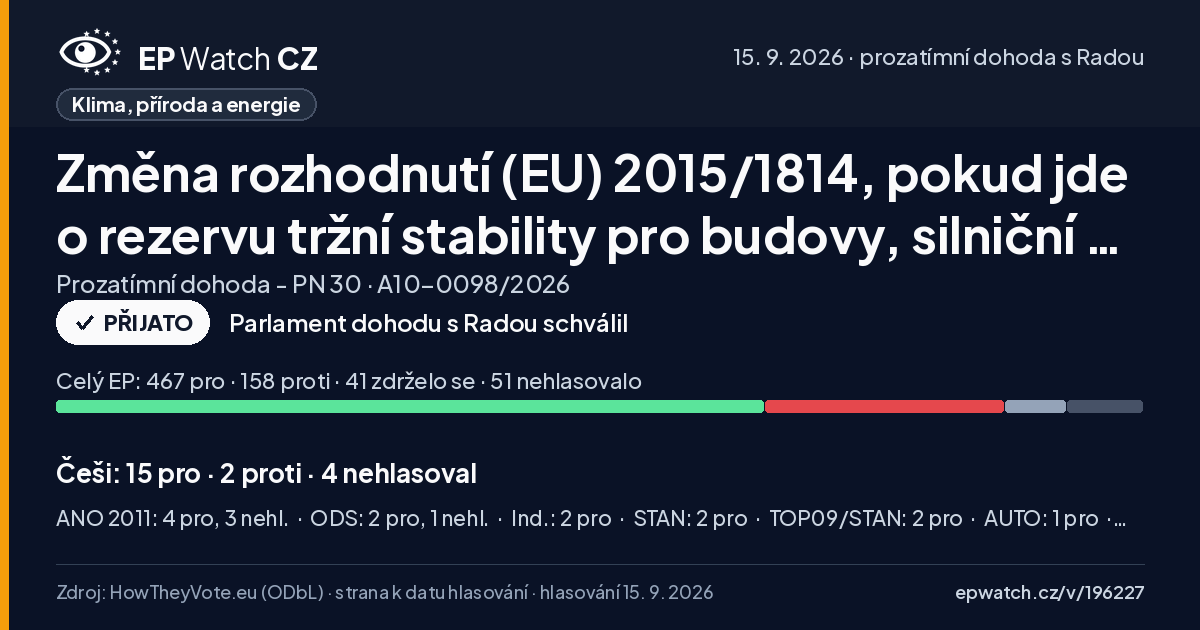 EP Watch CZ
15. 9. 2026 · prozatímní dohoda s Radou
Klima, příroda a energie
Změna rozhodnutí (EU) 2015/1814, pokud jde
o rezervu tržní stability pro budovy, silniční …
Prozatímní dohoda - PN 30 · A10–0098/2026
✓ PŘIJATO Parlament dohodu s Radou schválil
Celý EP: 467 pro · 158 proti · 41 zdrželo se · 51 nehlasovalo
Češi: 15 pro · 2 proti · 4 nehlasoval
ANO 2011: 4 pro, 3 nehl. · ODS: 2 pro, 1 nehl. · Ind.: 2 pro · STAN: 2 pro · TOP09/STAN: 2 pro · AUTO: 1 pro · …
Zdroj: HowTheyVote.eu (ODbL) · strana k datu hlasování · hlasování 15. 9. 2026
epwatch.cz/v/196227